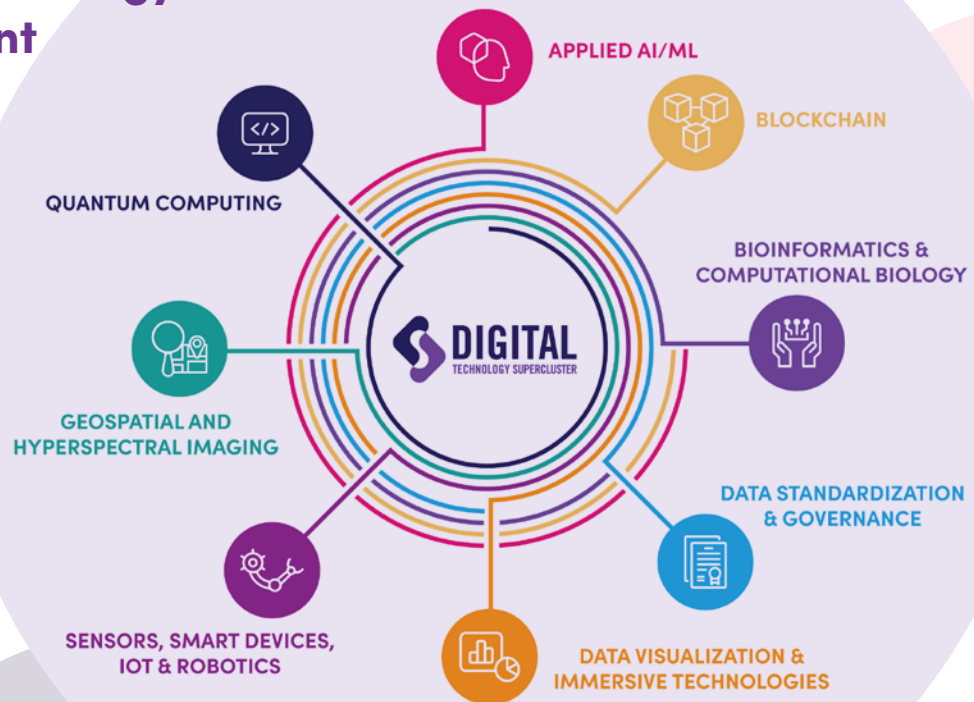 APPLIED AI/ML
BLOCKCHAIN
QUANTUM COMPUTING
BIOINFORMATICS &
COMPUTATIONAL BIOLOGY
DIGITAL
TECHNOLOGY SUPERCLUSTER
GEOSPATIAL AND
HYPERSPECTRAL IMAGING
DATA STANDARDIZATION
& GOVERNANCE
SENSORS, SMART DEVICES,
IOT & ROBOTICS
DATA VISUALIZATION &
IMMERSIVE TECHNOLOGIES